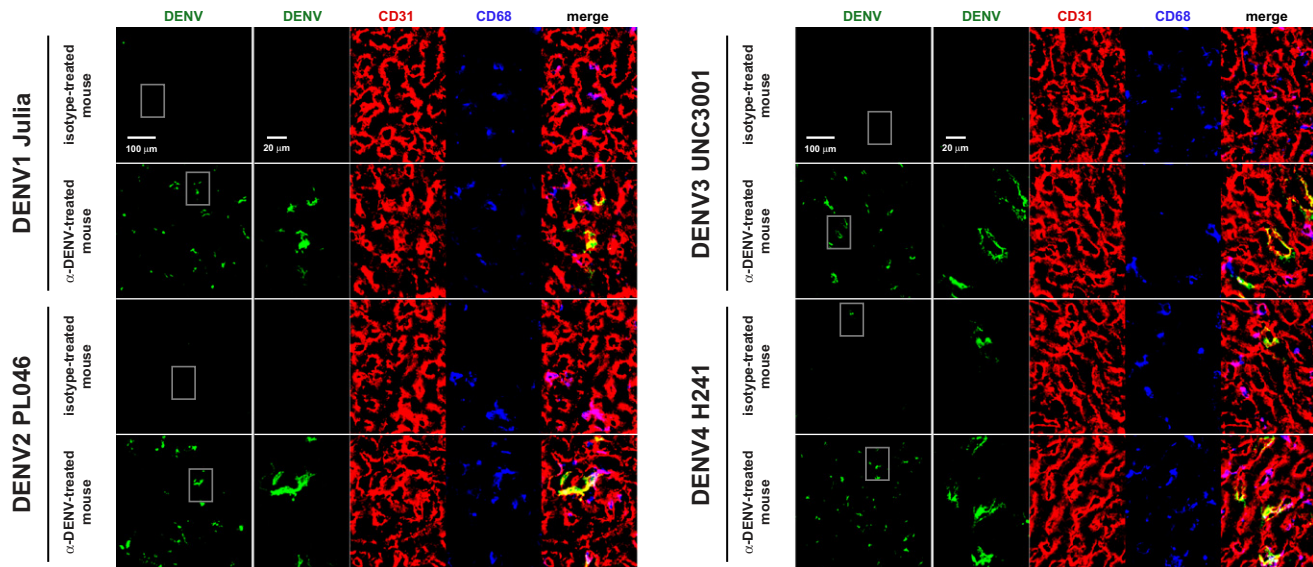 DENV DENV CD31 CD68 merge
DENV1 Julia
isotype-treated
mouse
100 μm
20 μm
α-DENV-treated
mouse
DENV2 PL046
isotype-treated
mouse
α-DENV-treated
mouse
DENV DENV CD31 CD68 merge
DENV3 UNC3001
isotype-treated
mouse
100 μm
20 μm
α-DENV-treated
mouse
DENV4 H241
isotype-treated
mouse
α-DENV-treated
mouse